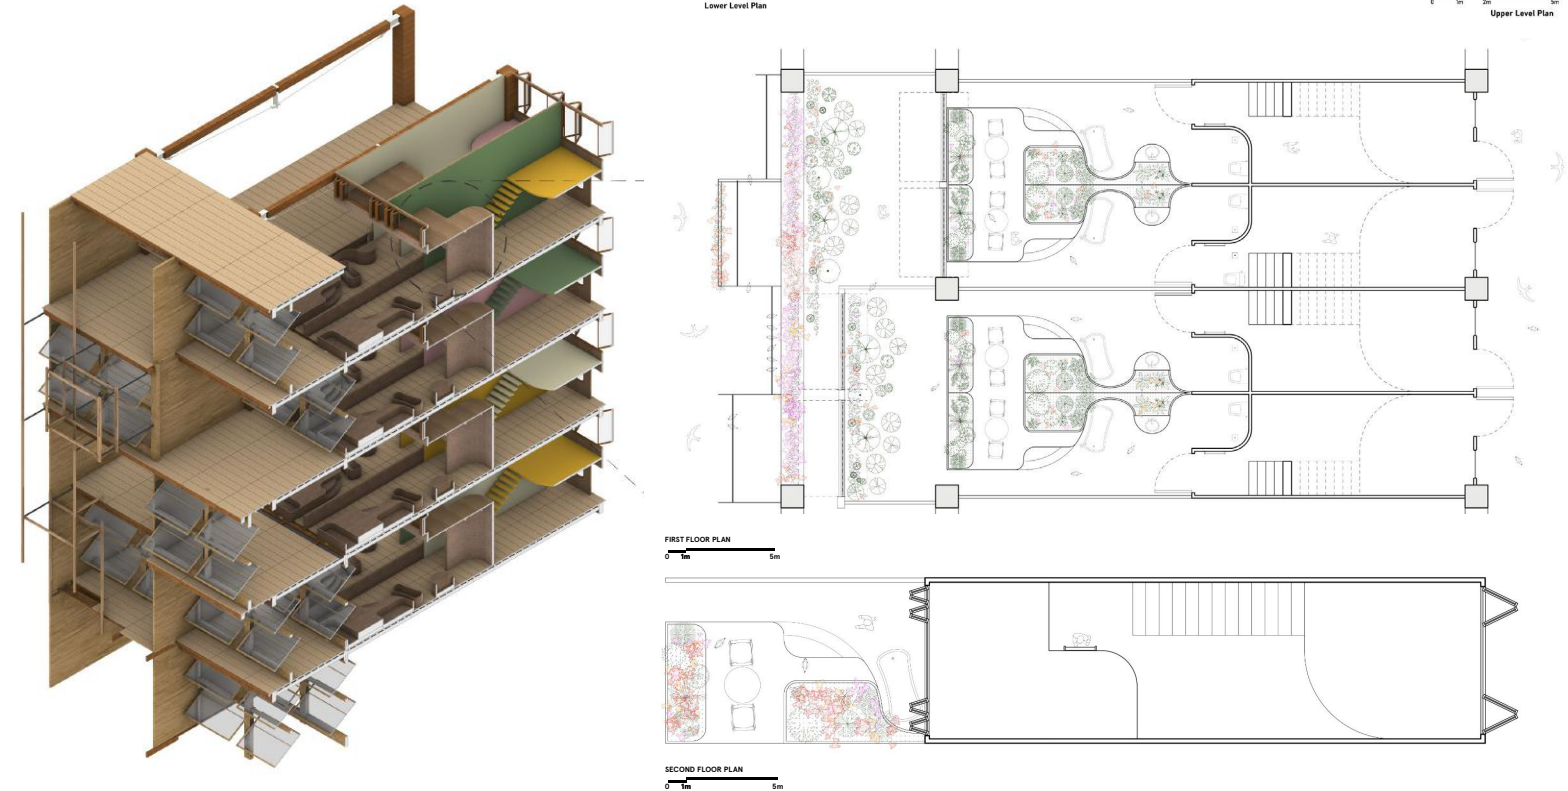 Lower Level Plan
0 1m 2m 5m
Upper Level Plan
FIRST FLOOR PLAN
0 1m 5m
SECOND FLOOR PLAN
0 1m 5m